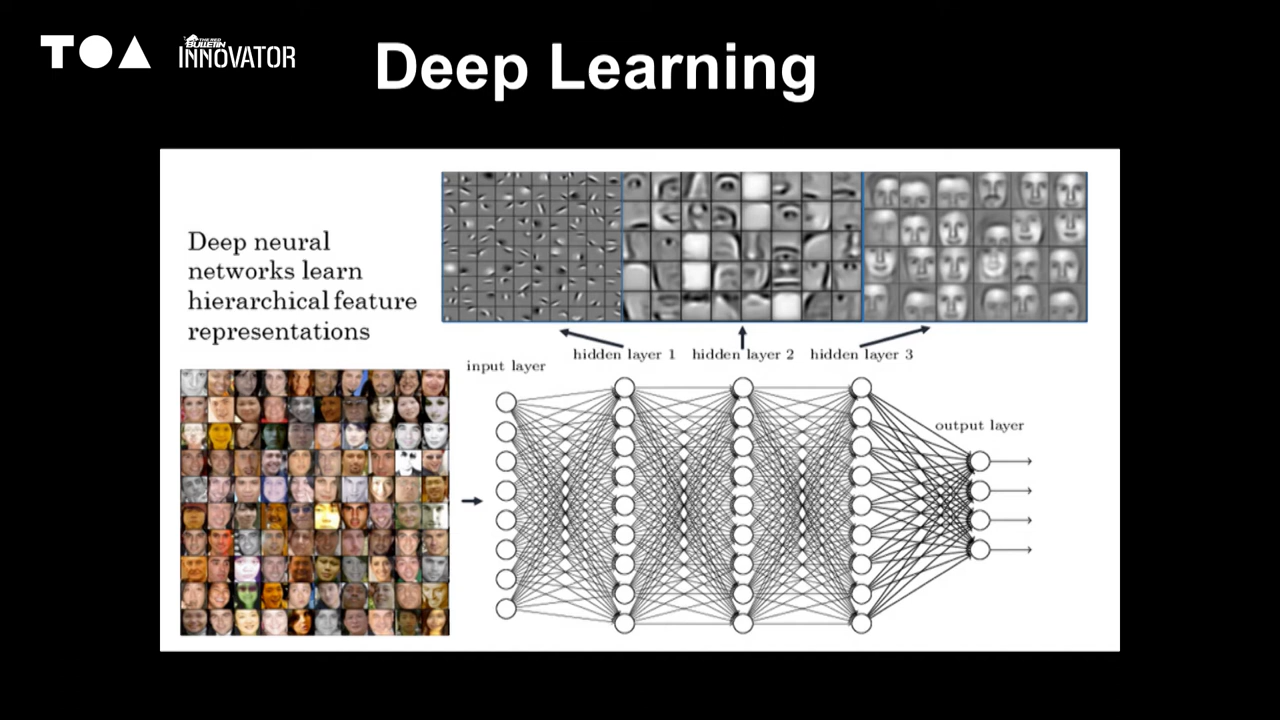 TOA
THE RED
BULLETIN
INNOVATOR
Deep Learning
Deep neural
networks learn
hierarchical feature
representations
input layer
hidden layer 1
hidden layer 2
hidden layer 3
output layer